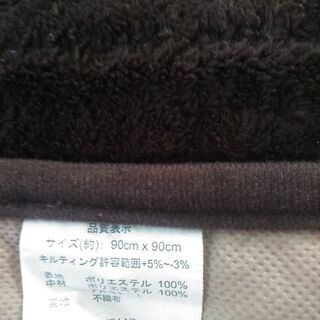 品質表示
サイズ(約): 90cm x 90cm
キルティング許容範囲+5%~-3%
表地 ポリエステル 100%
中材 ポリエステル 100%
裏地 不織布